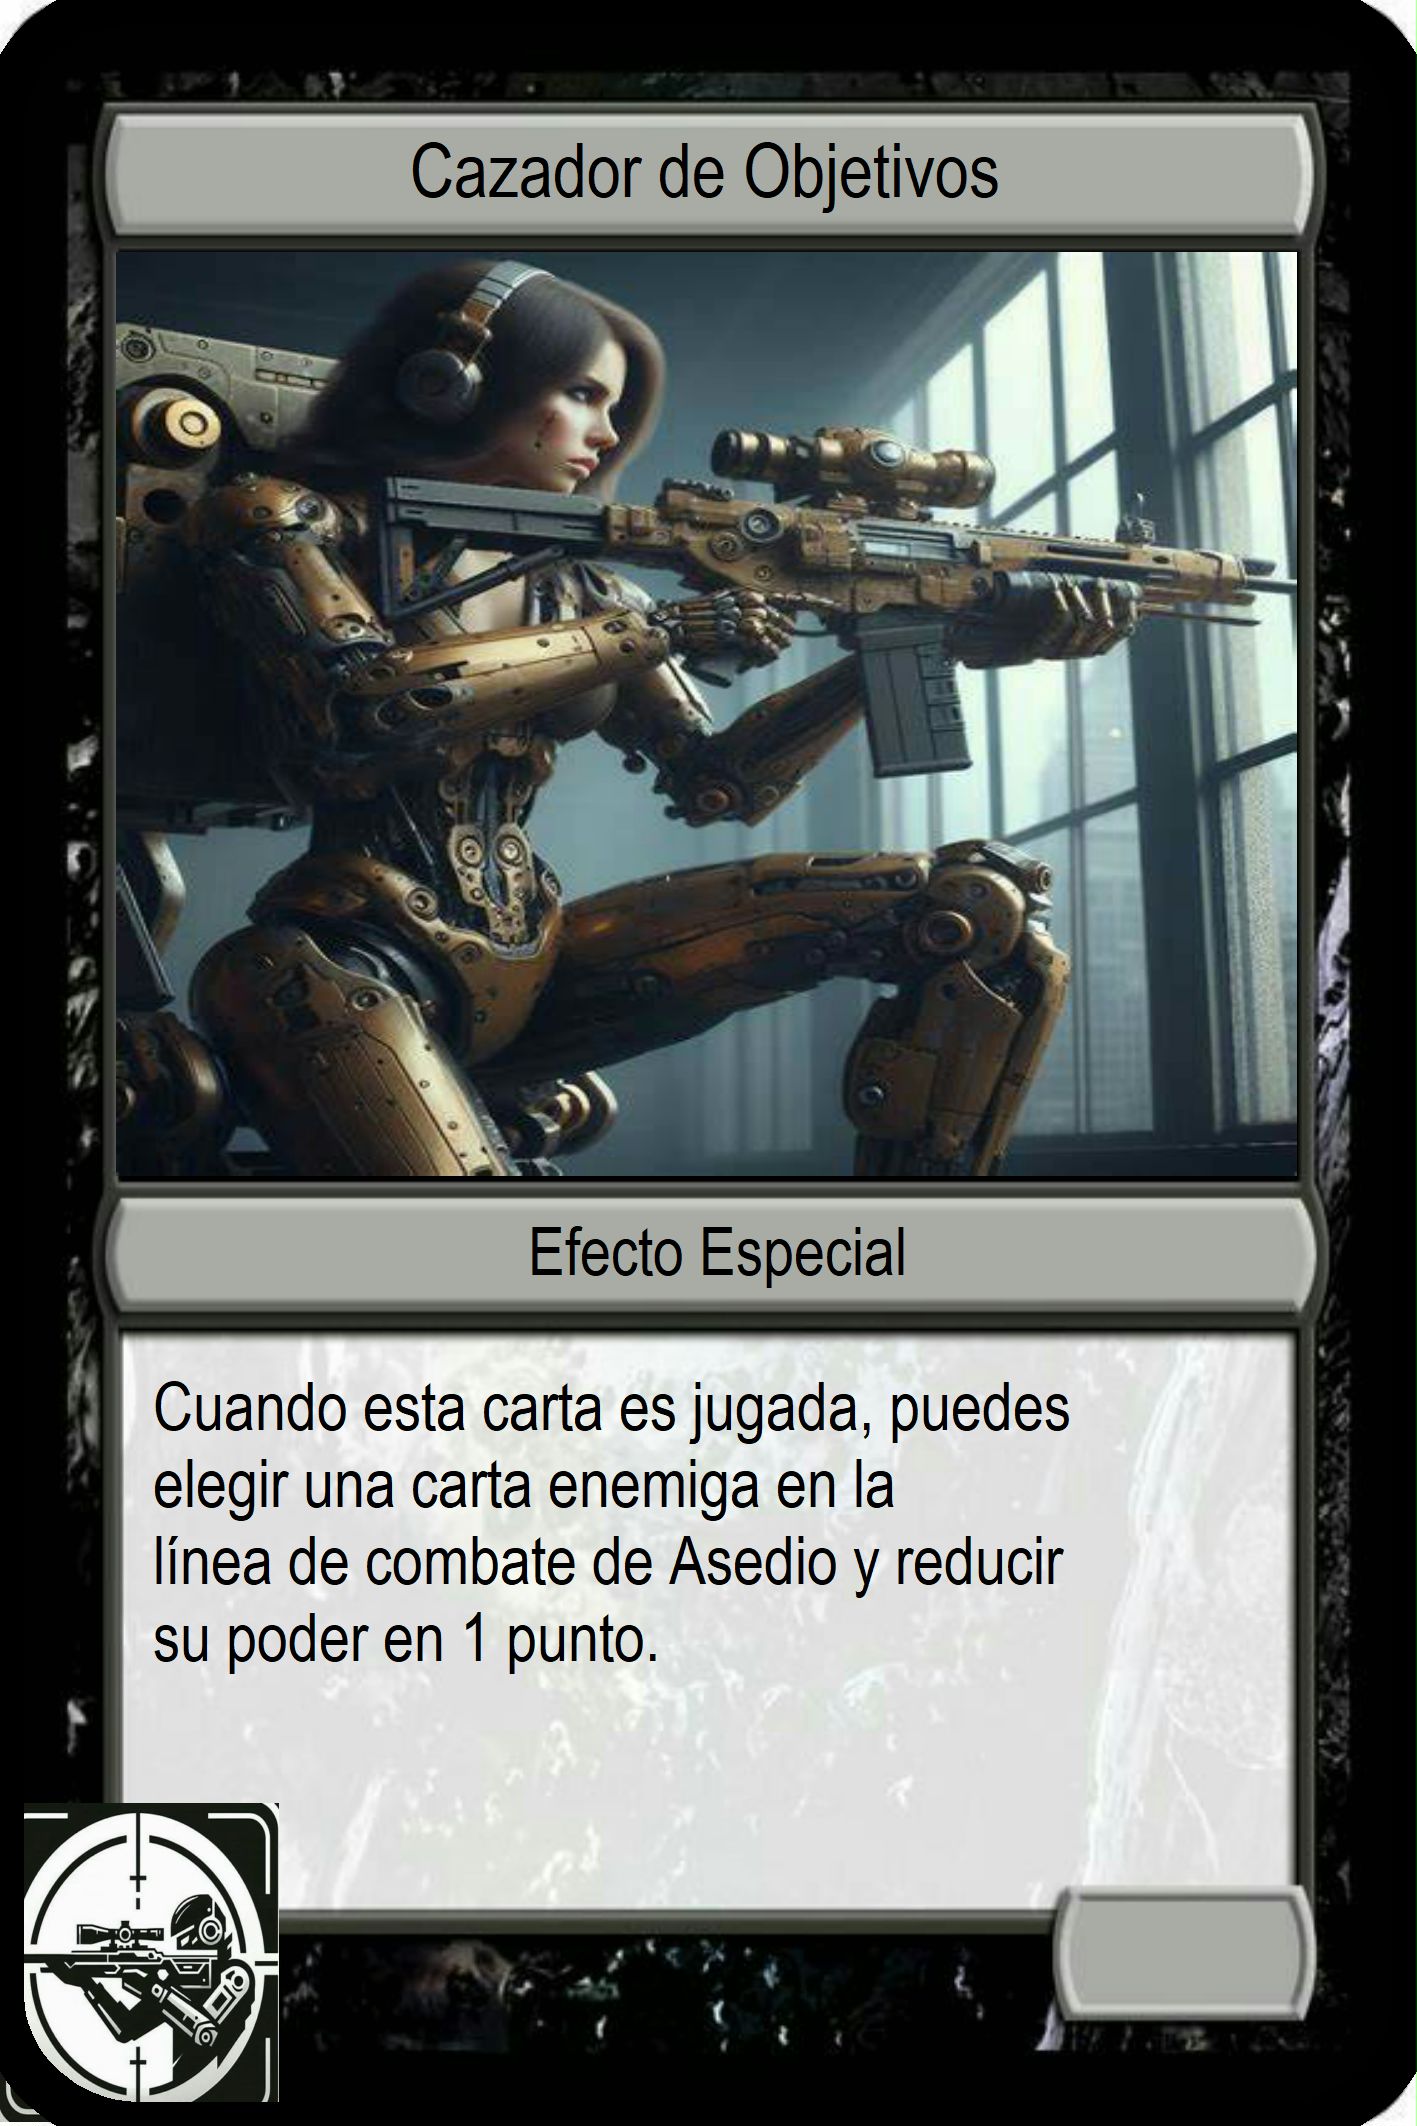 Cazador de Objetivos
Efecto Especial
Cuando esta carta es jugada, puedes
elegir una carta enemiga en la
línea de combate de Asedio y reducir
su poder en 1 punto.